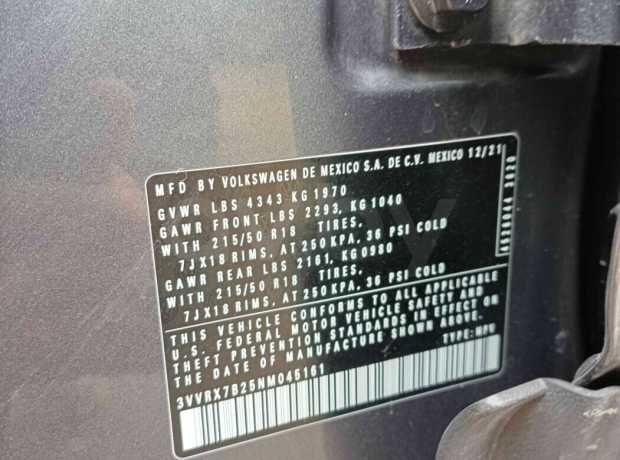 MFD BY VOLKSWAGEN DE MEXICO S.A. DE C.V. MEXICO 12/21
GVWR LBS 4343 KG 1970
GAWR FRONT LBS 2293, KG 1040
WITH 215/50 R18 TIRES,
7JX18 RIMS, AT 250 KPA, 36 PSI COLD
GAWR REAR LBS 2161, KG0980
WITH 215/50 R18 TIRES,
7JX18 RIMS, AT 250 KPA, 36 PSI COLD
THIS VEHICLE CONFORMS TO ALL APPLICABLE
U.S. FEDERAL MOTOR VEHICLE SAFETY AND
THEFT PREVENTION STANDARDS IN EFFECT ON
THE DATE OF MANUFACTURE SHOWN ABOVE.
TYPE: MPV
3VVRX7B25NM045161